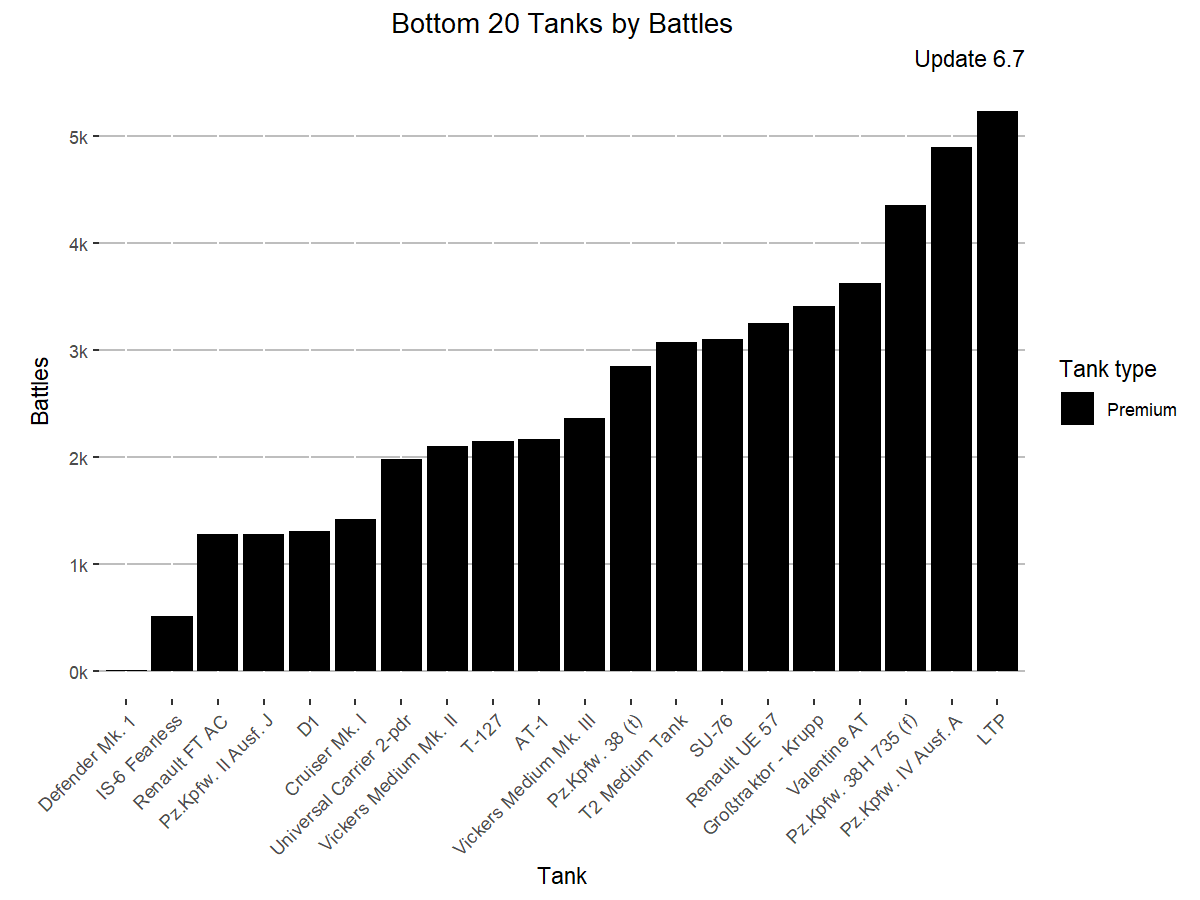 Bottom 20 Tanks by Battles
Update 6.7
5k
4k
3k
2k
1k
0k
Battles
Defender Mk. 1
IS-6 Fearless
Renault FT AC
Pz.Kpfw. II Ausf. J
D1
Cruiser Mk. I
Universal Carrier 2-pdr
Vickers Medium Mk. II
T-127
AT-1
Vickers Medium Mk. III
Pz.Kpfw. 38 (t)
T2 Medium Tank
SU-76
Renault UE 57
Großtraktor - Krupp
Valentine AT
Pz.Kpfw. 38H 735 (f)
Pz.Kpfw. IV Ausf. A
LTP
Tank
Tank type
Premium